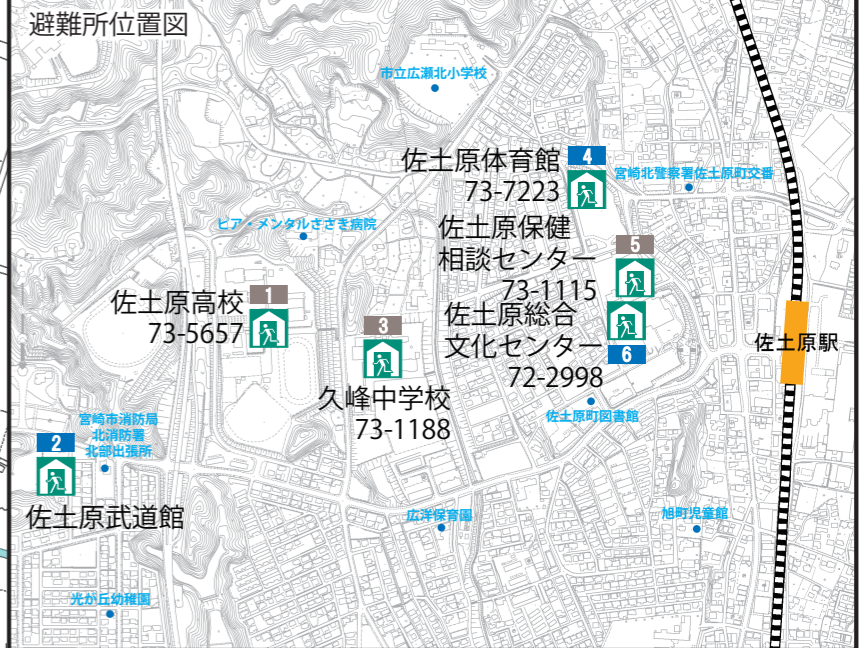 避難所位置図
市立広瀬北小学校
佐土原体育館
4
73-7223
宮崎北警察署佐土原町交番
ピア・メンタルささき病院
佐土原保健
相談センター
5
73-1115
佐土原高校
1
73-5657
3
久峰中学校
73-1188
佐土原総合
文化センター
6
72-2998
佐土原駅
佐土原町図書館
宮崎市消防局
北消防署
北部出張所
2
佐土原武道館
広洋保育園
旭町児童館
光が丘幼稚園